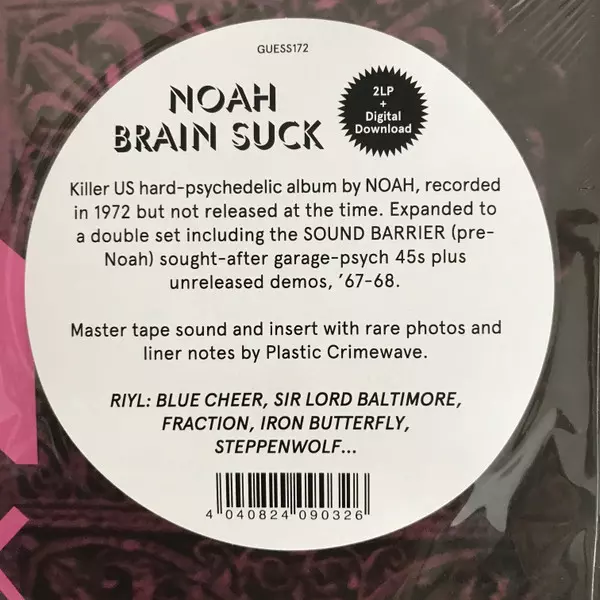 GUESS172
NOAH
BRAIN SUCK
2LP
+
Digital
Download
Killer US hard-psychedelic album by NOAH, recorded
in 1972 but not released at the time. Expanded to
a double set including the SOUND BARRIER (pre-
Noah) sought-after garage-psych 45s plus
unreleased demos, ’67-68.
Master tape sound and insert with rare photos and
liner notes by Plastic Crimewave.
RIYL: BLUE CHEER, SIR LORD BALTIMORE,
FRACTION, IRON BUTTERFLY,
STEPPENWOLF...
4 040824 090326